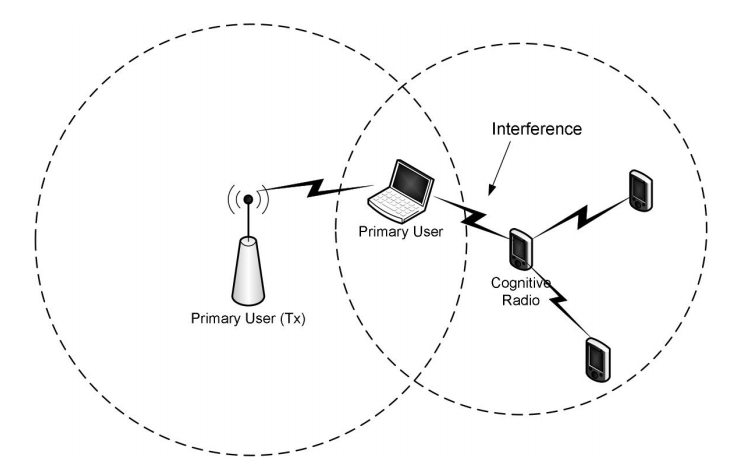 Interference
Primary User
Cognitive
Radio
Primary User (Tx)